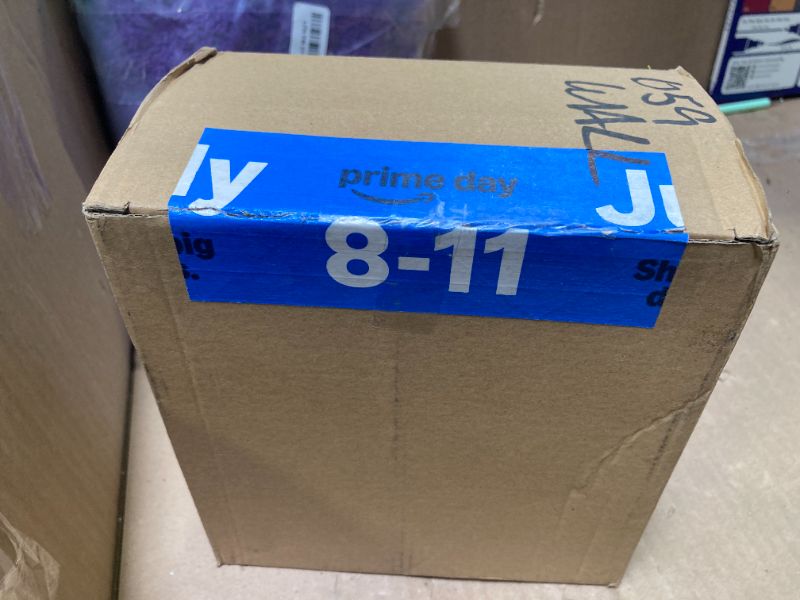 059
WALL
ly
prime day
Ju
big
8-11
Sh
s.
d